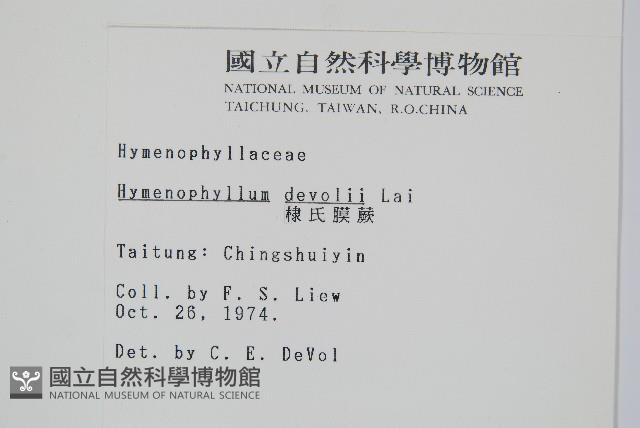 國立自然科學博物館
NATIONAL MUSEUM OF NATURAL SCIENCE
TAICHUNG, TAIWAN, R.O.CHINA
Hymenophyllaceae
Hymenophyllum devolii Lai
棣氏膜蕨
Taitung: Chingshuiyin
Coll. by F. S. Liew
Oct. 26, 1974.
Det. by C. E. DeVol
國立自然科學博物館
NATIONAL MUSEUM OF NATURAL SCIENCE